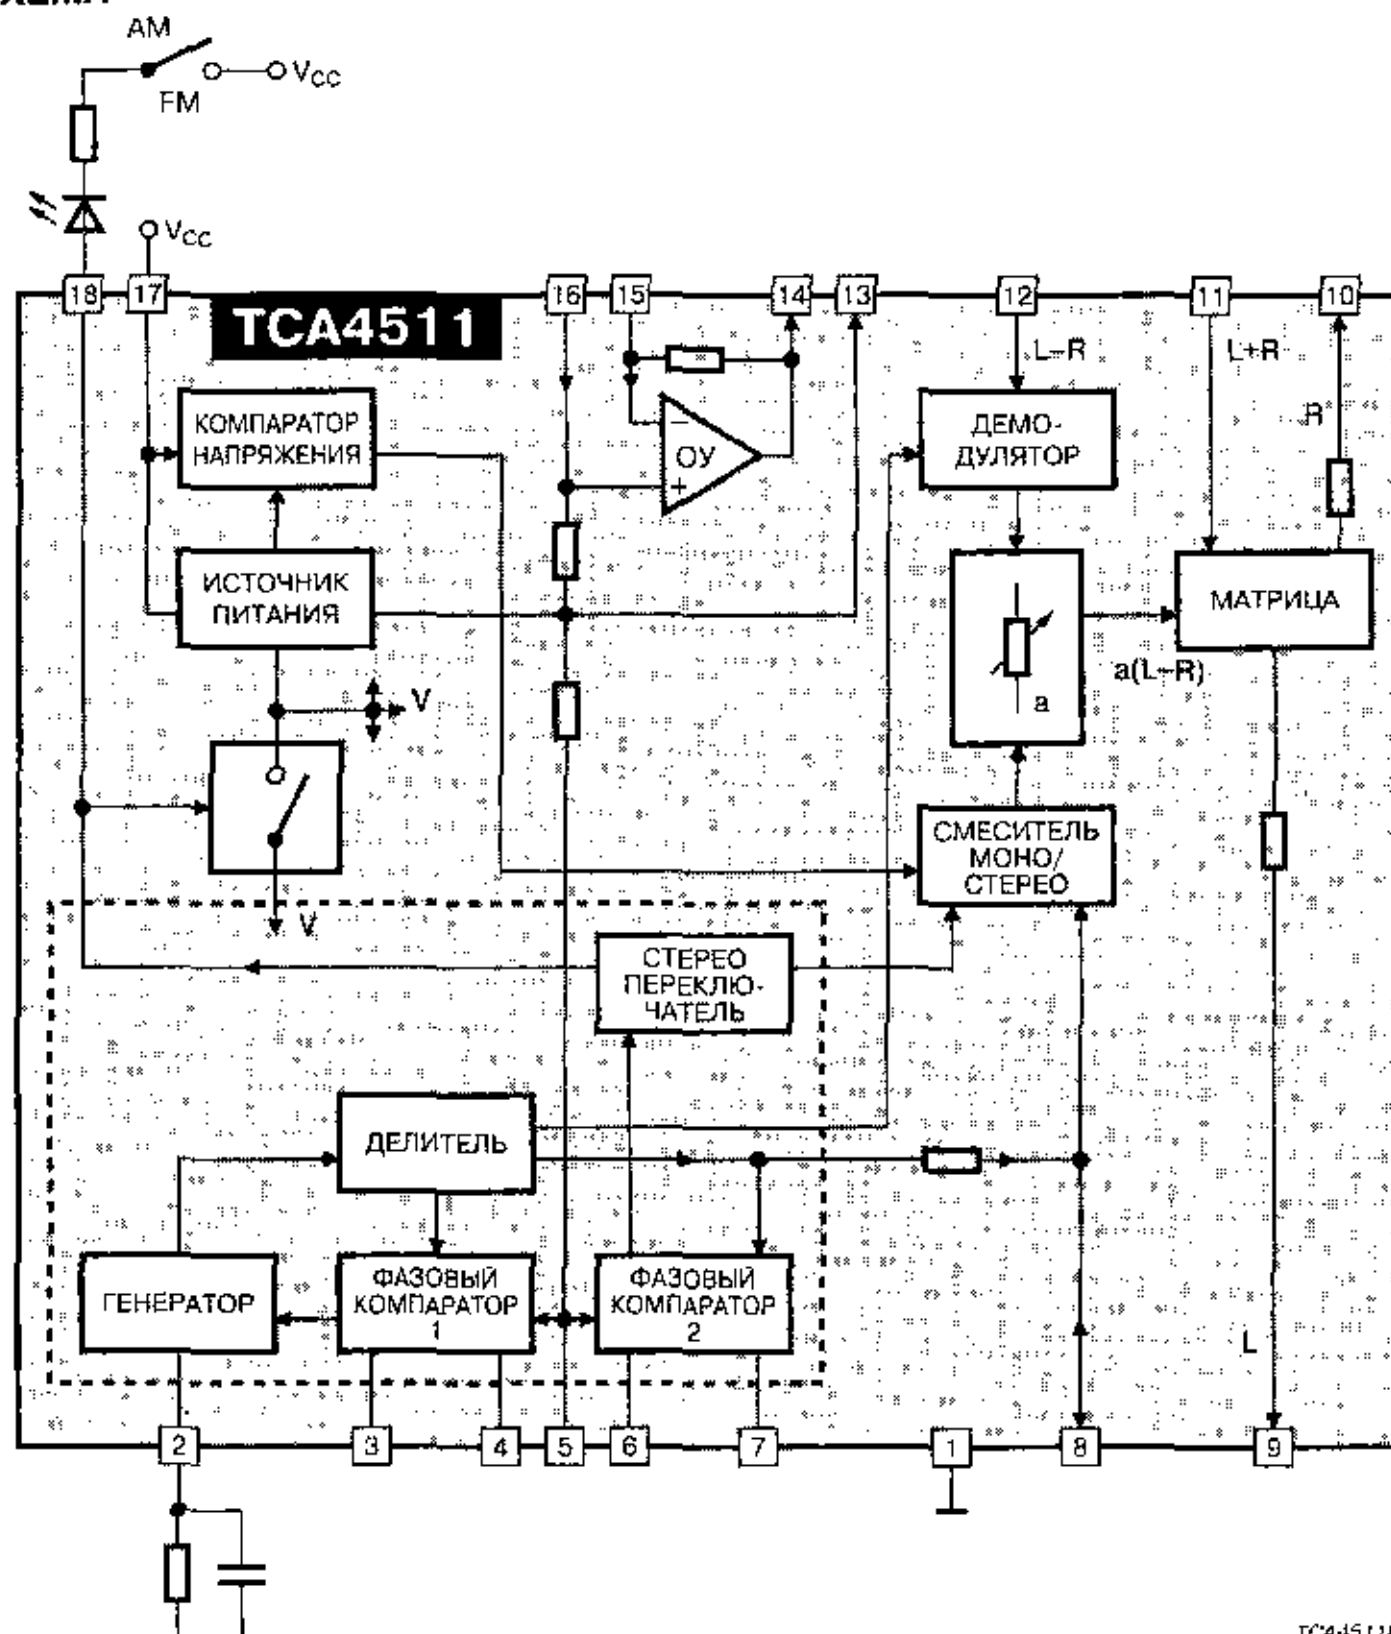 AM
FM
VCC
VCC
18
17
16
15
14
13
12
11
10
TCA4511
L–R
L+R
R
КОМПАРАТОР
НАПРЯЖЕНИЯ
–
ОУ
+
ДЕМО-
ДУЛЯТОР
ИСТОЧНИК
ПИТАНИЯ
МАТРИЦА
V
a
a(L–R)
СМЕСИТЕЛЬ
МОНО/
СТЕРЕО
V
СТЕРЕО
ПЕРЕКЛЮ-
ЧАТЕЛЬ
ДЕЛИТЕЛЬ
ГЕНЕРАТОР
ФАЗОВЫЙ
КОМПАРАТОР
1
ФАЗОВЫЙ
КОМПАРАТОР
2
L
2
3
4
5
6
7
1
8
9